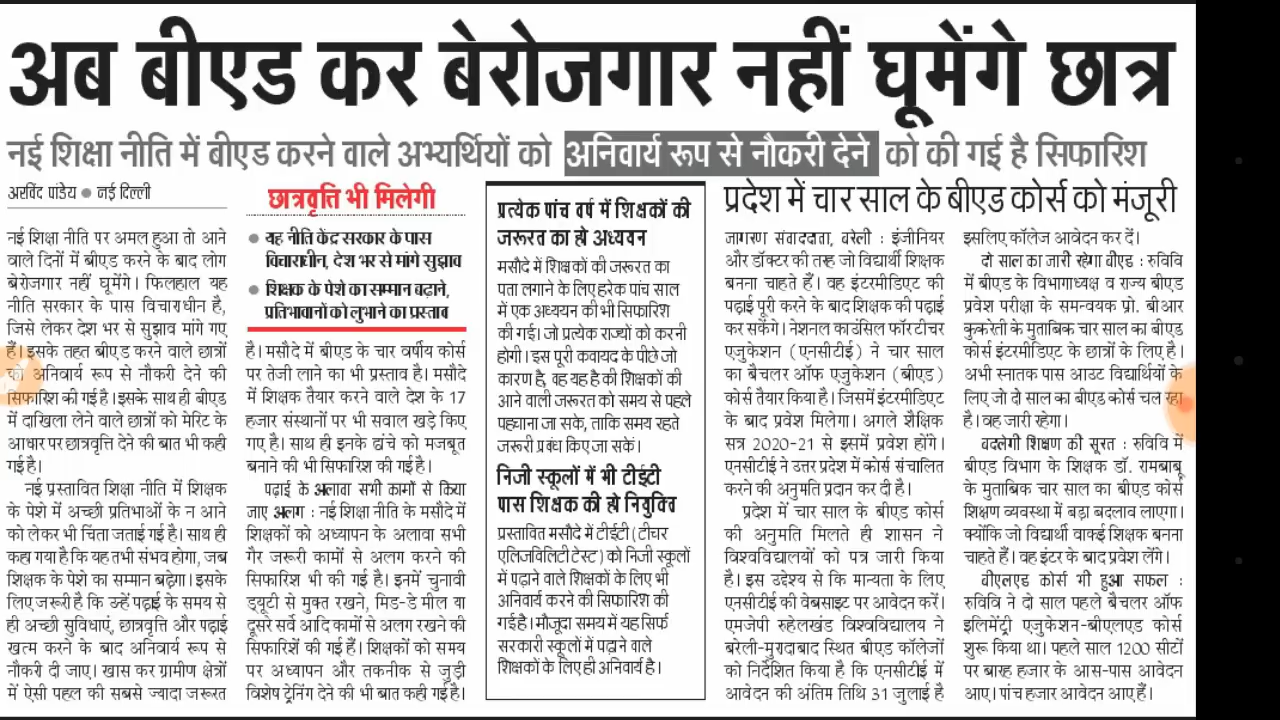 अब बीएड कर बेरोजगार नहीं घूमेंगे छात्र
नई शिक्षा नीति में बीएड करने वाले अभ्यर्थियों को अनिवार्य रूप से नौकरी देने को की गई है सिफारिश
अरविंद पांडेय ● नई दिल्ली
नई शिक्षा नीति पर अमल हुआ तो आने
वाले दिनों में बीएड करने के बाद लोग
बेरोजगार नहीं घूमेंगे। फिलहाल यह
नीति सरकार के पास विचाराधीन है,
जिसे लेकर देश भर से सुझाव मांगे गए
हैं। इसके तहत बीएड करने वाले छात्रों
को अनिवार्य रूप से नौकरी देने की
सिफारिश की गई है। इसके साथ ही बीएड
में दाखिला लेने वाले छात्रों को मेरिट के
आधार पर छात्रवृत्ति देने की बात भी कही
गई है।
नई प्रस्तावित शिक्षा नीति में शिक्षक
के पेशे में अच्छी प्रतिभाओं के न आने
को लेकर भी चिंता जताई गई है। साथ ही
कहा गया है कि यह तभी संभव होगा, जब
शिक्षक के पेशे का सम्मान बढ़ेगा। इसके
लिए जरूरी है कि उन्हें पढ़ाई के समय से
ही अच्छी सुविधाएं, छात्रवृत्ति और पढ़ाई
खत्म करने के बाद अनिवार्य रूप से
नौकरी दी जाए। खास कर ग्रामीण क्षेत्रों
में ऐसी पहल की सबसे ज्यादा जरूरत
छात्रवृति भी मिलेगी
● यह नीति केंद्र सरकार के पास
विचाराधीन, देश भर से मांगे सुझाव
● शिक्षक के पेशे का सम्मान बढ़ाने,
प्रतिभावानों को लुभाने का प्रस्ताव
है। मसौदे में बीएड के चार वर्षीय कोर्स
पर तेजी लाने का भी प्रस्ताव है। मसौदे
में शिक्षक तैयार करने वाले देश के 17
हजार संस्थानों पर भी सवाल खड़े किए
गए है। साथ ही इनके ढांचे को मजबूत
बनाने की भी सिफारिश की गई है।
पढ़ाई के अलावा सभी कामों से किया
जाए अलग : नई शिक्षा नीति के मसौदे में
शिक्षकों को अध्यापन के अलावा सभी
गैर जरूरी कामों से अलग करने की
सिफारिश भी की गई है। इनमें चुनावी
ड्यूटी से मुक्त रखने, मिड-डे मील या
दूसरे सर्वे आदि कामों से अलग रखने की
सिफारिशें की गई हैं। शिक्षकों को समय
पर अध्यापन और तकनीक से जुड़ी
विशेष ट्रेनिंग देने की भी बात कही गई है।
प्रत्येक पांच वर्ष में शिक्षकों की
जरूरत का हो अध्ययन
मसौदे में शिक्षकों की जरूरत का
पता लगाने के लिए हरेक पांच साल
में एक अध्ययन की भी सिफारिश
की गई। जो प्रत्येक राज्यों को करनी
होगी। इस पूरी कवायद के पीछे जो
कारण है, वह यह है की शिक्षकों की
आने वाली जरूरत को समय से पहले
पहचाना जा सके, ताकि समय रहते
जरूरी प्रबंध किए जा सकें।
निजी स्कूलों में भी टीईटी
पास शिक्षक की हो नियुक्ति
प्रस्तावित मसौदे में टीईटी (टीचर
एलिजविलिटी टेस्ट) को निजी स्कूलों
में पढ़ाने वाले शिक्षकों के लिए भी
अनिवार्य करने की सिफारिश की
गई है। मौजूदा समय में यह सिर्फ
सरकारी स्कूलों में पढ़ाने वाले
शिक्षकों के लिए ही अनिवार्य है।
प्रदेश में चार साल के बीएड कोर्स को मंजूरी
जागरण संवाददाता, बरेली : इंजीनियर
और डॉक्टर की तरह जो विद्यार्थी शिक्षक
बनना चाहते हैं। वह इंटरमीडिएट की
पढ़ाई पूरी करने के बाद शिक्षक की पढ़ाई
कर सकेंगे। नेशनल काउंसिल फॉर टीचर
एजुकेशन (एनसीटीई) ने चार साल
का बैचलर ऑफ एजुकेशन (बीएड)
कोर्स तैयार किया है। जिसमें इंटरमीडिएट
के बाद प्रवेश मिलेगा। अगले शैक्षिक
सत्र 2020-21 से इसमें प्रवेश होंगे।
एनसीटीई ने उत्तर प्रदेश में कोर्स संचालित
करने की अनुमति प्रदान कर दी है।
प्रदेश में चार साल के बीएड कोर्स
की अनुमति मिलते ही शासन ने
विश्वविद्यालयों को पत्र जारी किया
है। इस उद्देश्य से कि मान्यता के लिए
एनसीटीई की वेबसाइट पर आवेदन करें।
एमजेपी रुहेलखंड विश्वविद्यालय ने
बरेली-मुरादाबाद स्थित बीएड कॉलेजों
को निर्देशित किया है कि एनसीटीई में
आवेदन की अंतिम तिथि 31 जुलाई है
इसलिए कॉलेज आवेदन कर दें।
दो साल का जारी रहेगा बीएड : रुविवि
में बीएड के विभागाध्यक्ष व राज्य बीएड
प्रवेश परीक्षा के समन्वयक प्रो. बीआर
कुकरेती के मुताबिक चार साल का बीएड
कोर्स इंटरमीडिएट के छात्रों के लिए है।
अभी स्नातक पास आउट विद्यार्थियों के
लिए जो दो साल का बीएड कोर्स चल रहा
है। वह जारी रहेगा।
बदलेगी शिक्षण की सूरत : रुविवि में
बीएड विभाग के शिक्षक डॉ. रामबाबू
के मुताबिक चार साल का बीएड कोर्स
शिक्षण व्यवस्था में बड़ा बदलाव लाएगा।
क्योंकि जो विद्यार्थी वाकई शिक्षक बनना
चाहते हैं। वह इंटर के बाद प्रवेश लेंगे।
बीएलएड कोर्स भी हुआ सफल :
रुविवि ने दो साल पहले बैचलर ऑफ
इलिमेंट्री एजुकेशन-बीएलएड कोर्स
शुरू किया था। पहले साल 1200 सीटों
पर बारह हजार के आस-पास आवेदन
आए। पांच हजार आवेदन आए हैं।